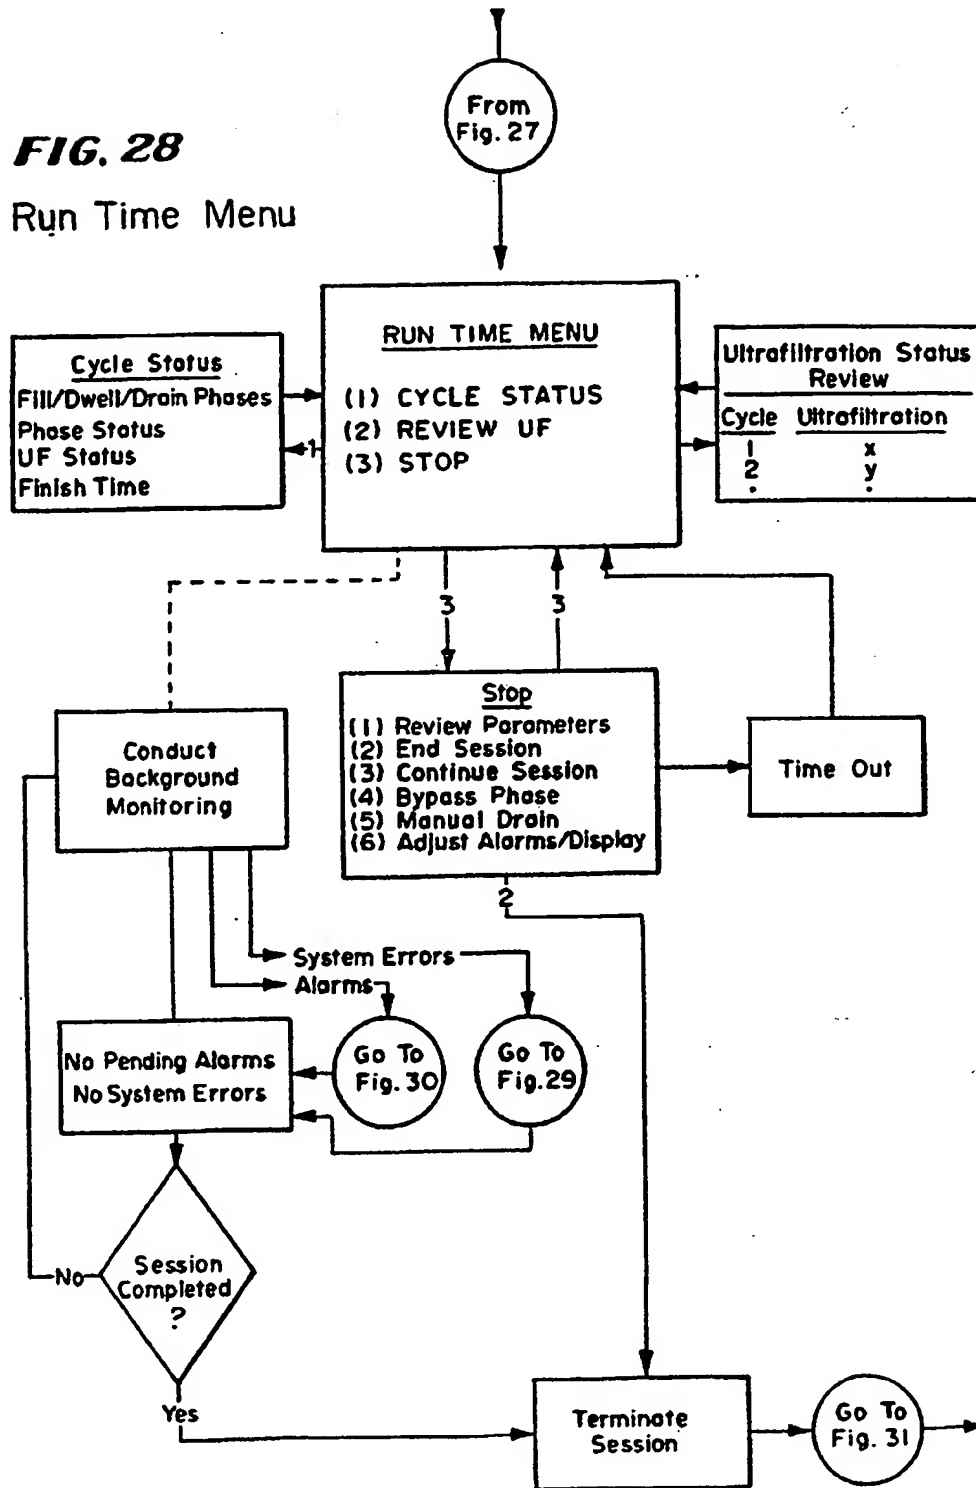 From
Fig. 27
FIG. 28
Run Time Menu
RUN TIME MENU
(1) CYCLE STATUS
(2) REVIEW UF
(3) STOP
Cycle Status
Fill/Dwell/Drain Phases
Phase Status
UF Status
Finish Time
1
Ultrafiltration Status
Review
Cycle Ultrafiltration
1 x
2 y
. .
3
3
Stop
(1) Review Parameters
(2) End Session
(3) Continue Session
(4) Bypass Phase
(5) Manual Drain
(6) Adjust Alarms/Display
Time Out
Conduct
Background
Monitoring
2
System Errors
Alarms
No Pending Alarms
No System Errors
Go To
Fig. 30
Go To
Fig. 29
Session
Completed
?
No
Yes
Terminate
Session
Go To
Fig. 31